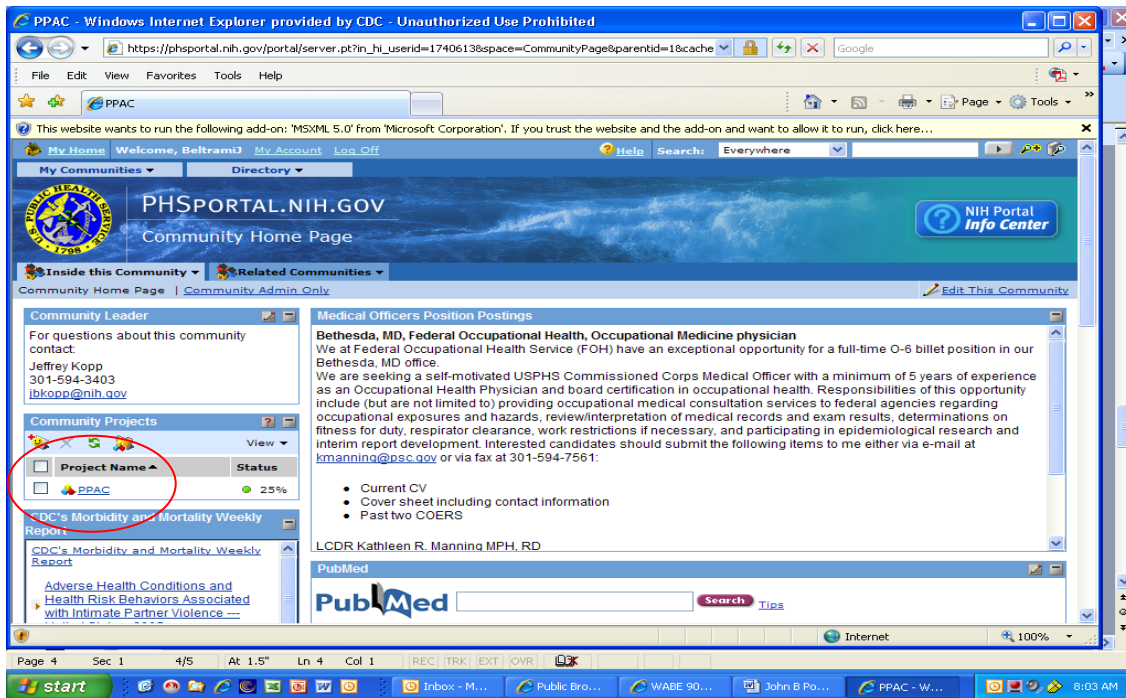 PPAC - Windows Internet Explorer provided by CDC - Unauthorized Use Prohibited
https://phsportal.nih.gov/portal/server.pt?in_hi_userid=17406138&space=CommunityPage&parentid=1&cache
Google
File Edit View Favorites Tools Help
PPAC
Page Tools
This website wants to run the following add-on: 'MSXML 5.0' from 'Microsoft Corporation'. If you trust the website and the add-on and want to allow it to run, click here...
My Home Welcome, BeltramiJ My Account Log Off Help Search: Everywhere
My Communities Directory
U.S. PUBLIC HEALTH SERVICE 1798
PHSPORTAL.NIH.GOV
Community Home Page
NIH Portal
Info Center
Inside this Community Related Communities
Community Home Page | Community Admin Only Edit This Community
Community Leader
For questions about this community
contact:
Jeffrey Kopp
301-594-3403
jbkopp@nih.gov
Community Projects
View
Project Name Status
PPAC 25%
CDC's Morbidity and Mortality Weekly
Report
CDC's Morbidity and Mortality Weekly
Report
Adverse Health Conditions and
Health Risk Behaviors Associated
with Intimate Partner Violence ---
Medical Officers Position Postings
Bethesda, MD, Federal Occupational Health, Occupational Medicine physician
We at Federal Occupational Health Service (FOH) have an exceptional opportunity for a full-time O-6 billet position in our
Bethesda, MD office.
We are seeking a self-motivated USPHS Commissioned Corps Medical Officer with a minimum of 5 years of experience
as an Occupational Health Physician and board certification in occupational health. Responsibilities of this opportunity
include (but are not limited to) providing occupational medical consultation services to federal agencies regarding
occupational exposures and hazards, review/interpretation of medical records and exam results, determinations on
fitness for duty, respirator clearance, work restrictions if necessary, and participating in epidemiological research and
interim report development. Interested candidates should submit the following items to me either via e-mail at
kmanning@psc.gov or via fax at 301-594-7561:
• Current CV
• Cover sheet including contact information
• Past two COERS
LCDR Kathleen R. Manning MPH, RD
PubMed
PubMed Search Tips
Internet 100%
Page 4 Sec 1 4/5 At 1.5" Ln 4 Col 1 REC TRK EXT OVR
start Inbox - M... Public Bro... WABE 90... John B Po... PPAC - W... 8:03 AM